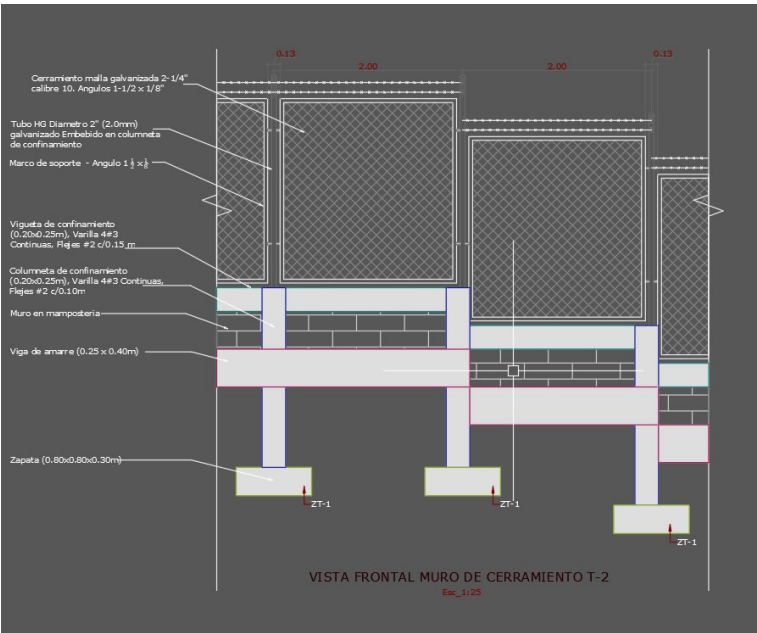 0.13
0.13
2.00
2.00
Cerramiento malla galvanizada 2-1/4"
calibre 10. Angulos 1-1/2 x 1/8"
Tubo HG Diametro 2" (2.0mm)
galvanizado Embebido en columneta
de confinamiento
Marco de soporte - Angulo 1 ½ x ⅛
Vigueta de confinamiento
(0.20x0.25m), Varilla 4#3
Continuas, Flejes #2 c/0.15 m
Columneta de confinamiento
(0.20x0.25m), Varilla 4#3 Continuas,
Flejes #2 c/0.10m
Muro en mamposteria
Viga de amarre (0.25 x 0.40m)
Zapata (0.80x0.80x0.30m)
ZT-1
ZT-1
ZT-1
VISTA FRONTAL MURO DE CERRAMIENTO T-2
Esc_1:25